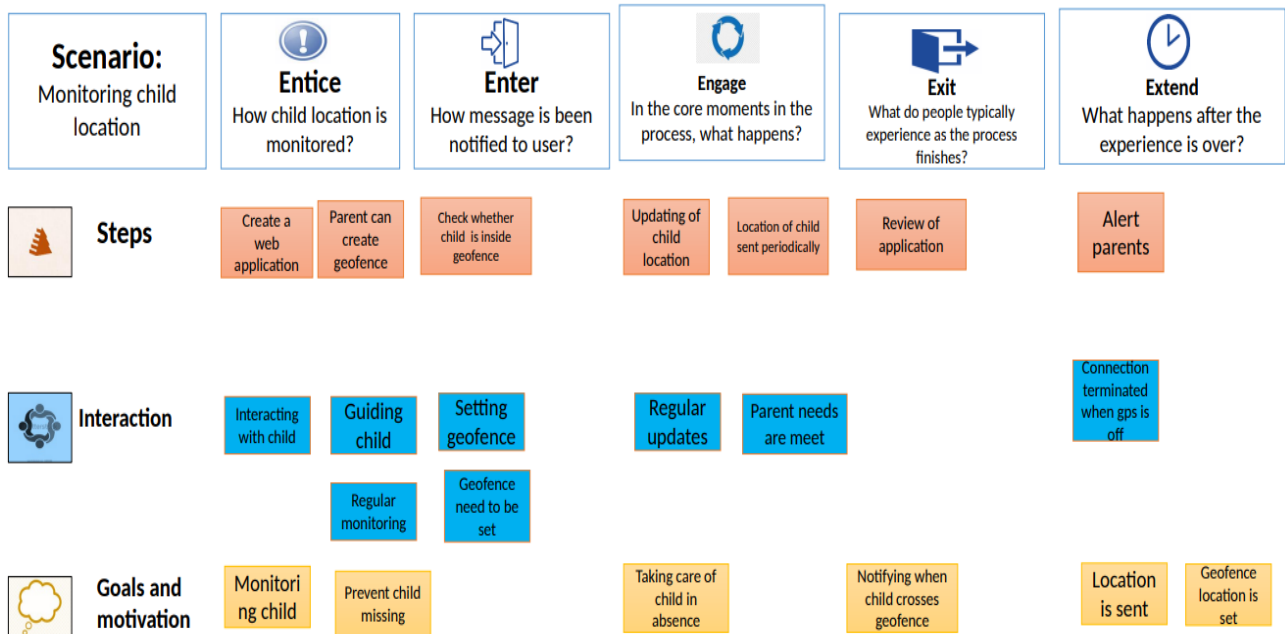 Scenario:
Monitoring child
location
Entice
How child location is
monitored?
Enter
How message is been
notified to user?
Engage
In the core moments in the
process, what happens?
Exit
What do people typically
experience as the process
finishes?
Extend
What happens after the
experience is over?
Steps
Create a
web
application
Parent can
create
geofence
Check whether
child is inside
geofence
Updating of
child
location
Location of child
sent periodically
Review of
application
Alert
parents
Interaction
Interacting
with child
Guiding
child
Setting
geofence
Regular
updates
Parent needs
are meet
Connection
terminated
when gps is
off
Regular
monitoring
Geofence
need to be
set
Goals and
motivation
Monitori
ng child
Prevent child
missing
Taking care of
child in
absence
Notifying when
child crosses
geofence
Location
is sent
Geofence
location is
set